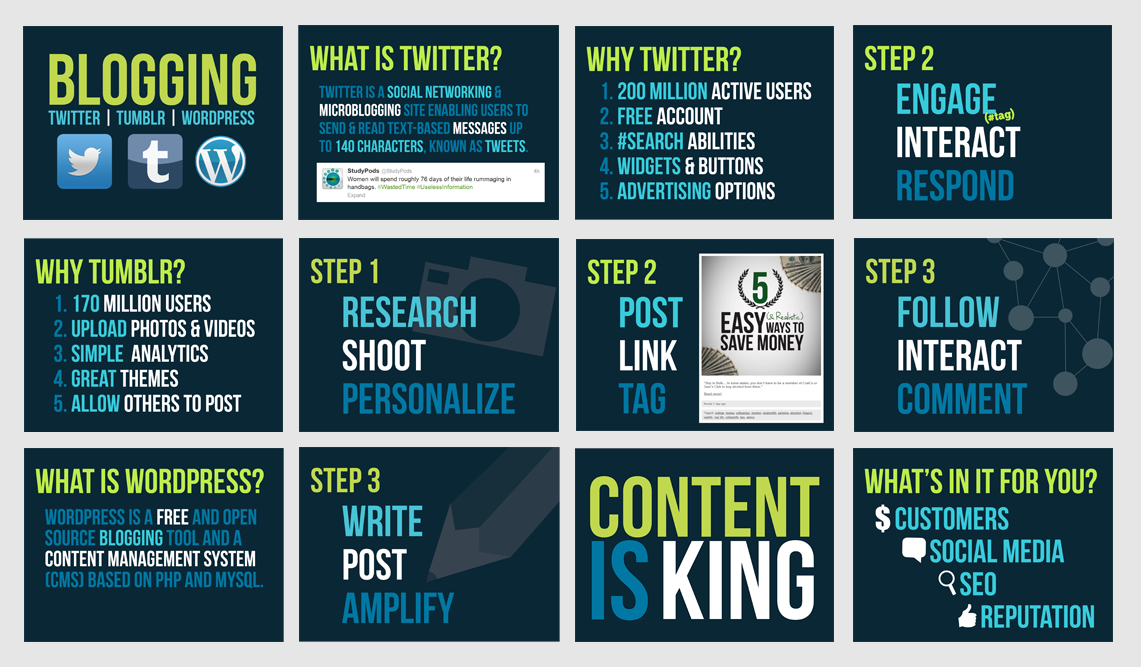 BLOGGING
TWITTER | TUMBLR | WORDPRESS
t
W
WHAT IS TWITTER?
TWITTER IS A SOCIAL NETWORKING &
MICROBLOGGING SITE ENABLING USERS TO
SEND & READ TEXT-BASED MESSAGES UP
TO 140 CHARACTERS, KNOWN AS TWEETS.
StudyPods @StudyPods 4h
Women will spend roughly 76 days of their life rummaging in
handbags. #WastedTime #UselessInformation
Expand
WHY TWITTER?
1. 200 MILLION ACTIVE USERS
2. FREE ACCOUNT
3. #SEARCH ABILITIES
4. WIDGETS & BUTTONS
5. ADVERTISING OPTIONS
STEP 2
ENGAGE
(#tag)
INTERACT
RESPOND
WHY TUMBLR?
1. 170 MILLION USERS
2. UPLOAD PHOTOS & VIDEOS
3. SIMPLE ANALYTICS
4. GREAT THEMES
5. ALLOW OTHERS TO POST
STEP 1
RESEARCH
SHOOT
PERSONALIZE
STEP 2
POST
LINK
TAG
5
EASY (& Realistic)
WAYS TO
SAVE MONEY
STEP 3
FOLLOW
INTERACT
COMMENT
WHAT IS WORDPRESS?
WORDPRESS IS A FREE AND OPEN
SOURCE BLOGGING TOOL AND A
CONTENT MANAGEMENT SYSTEM
(CMS) BASED ON PHP AND MYSQL.
STEP 3
WRITE
POST
AMPLIFY
CONTENT
IS KING
WHAT'S IN IT FOR YOU?
$ CUSTOMERS
SOCIAL MEDIA
SEO
REPUTATION